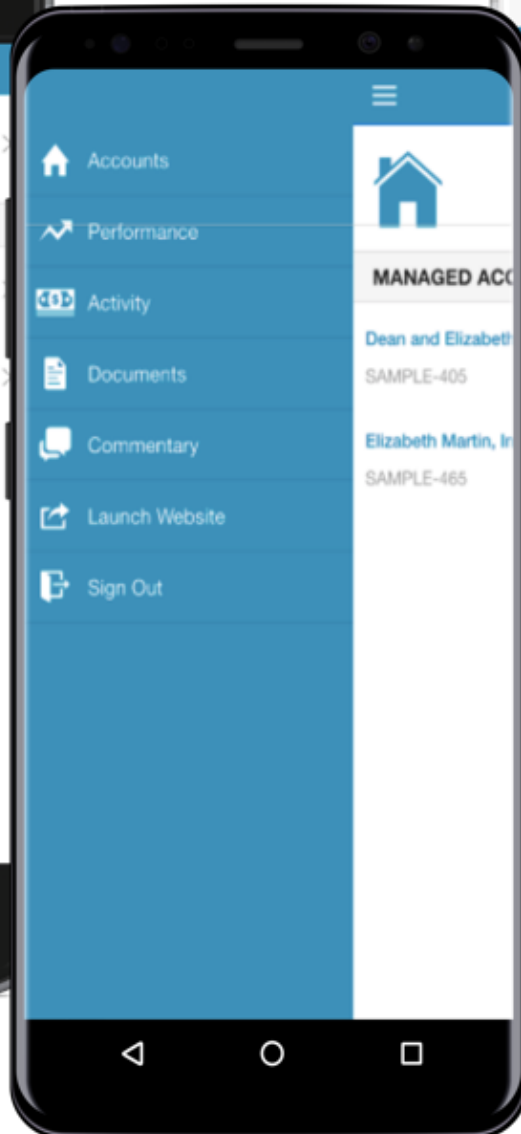 Accounts
Performance
Activity
Documents
Commentary
Launch Website
Sign Out
MANAGED ACC
Dean and Elizabeth
SAMPLE-405
Elizabeth Martin, Ir
SAMPLE-465